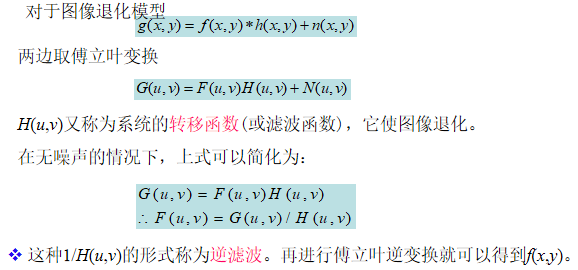 对于图像退化模型
g(x,y) = f(x,y)*h(x,y)+n(x,y)
两边取傅立叶变换
G(u,v) = F(u,v)H(u,v)+N(u,v)
H(u,v)又称为系统的转移函数(或滤波函数)，它使图像退化。
在无噪声的情况下，上式可以简化为：
G(u,v) = F(u,v)H(u,v)
∴ F(u,v) = G(u,v) / H(u,v)
❖ 这种1/H(u,v)的形式称为逆滤波。再进行傅立叶逆变换就可以得到f(x.y)。